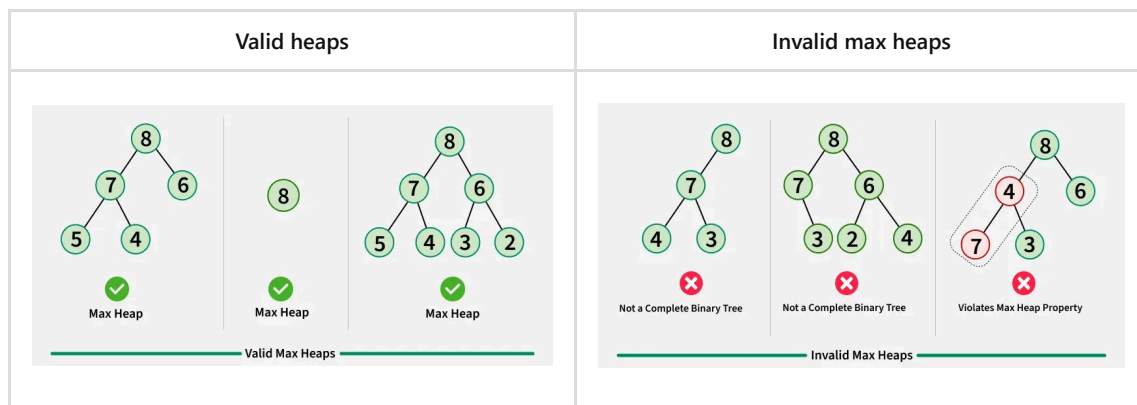 Valid heaps
Invalid max heaps
8
7 6
5 4
Max Heap
8
Max Heap
8
7 6
5 4 3 2
Max Heap
Valid Max Heaps
8
7
4 3
Not a Complete Binary Tree
8
7 6
3 2 4
Not a Complete Binary Tree
8
4 6
7 3
Violates Max Heap Property
Invalid Max Heaps